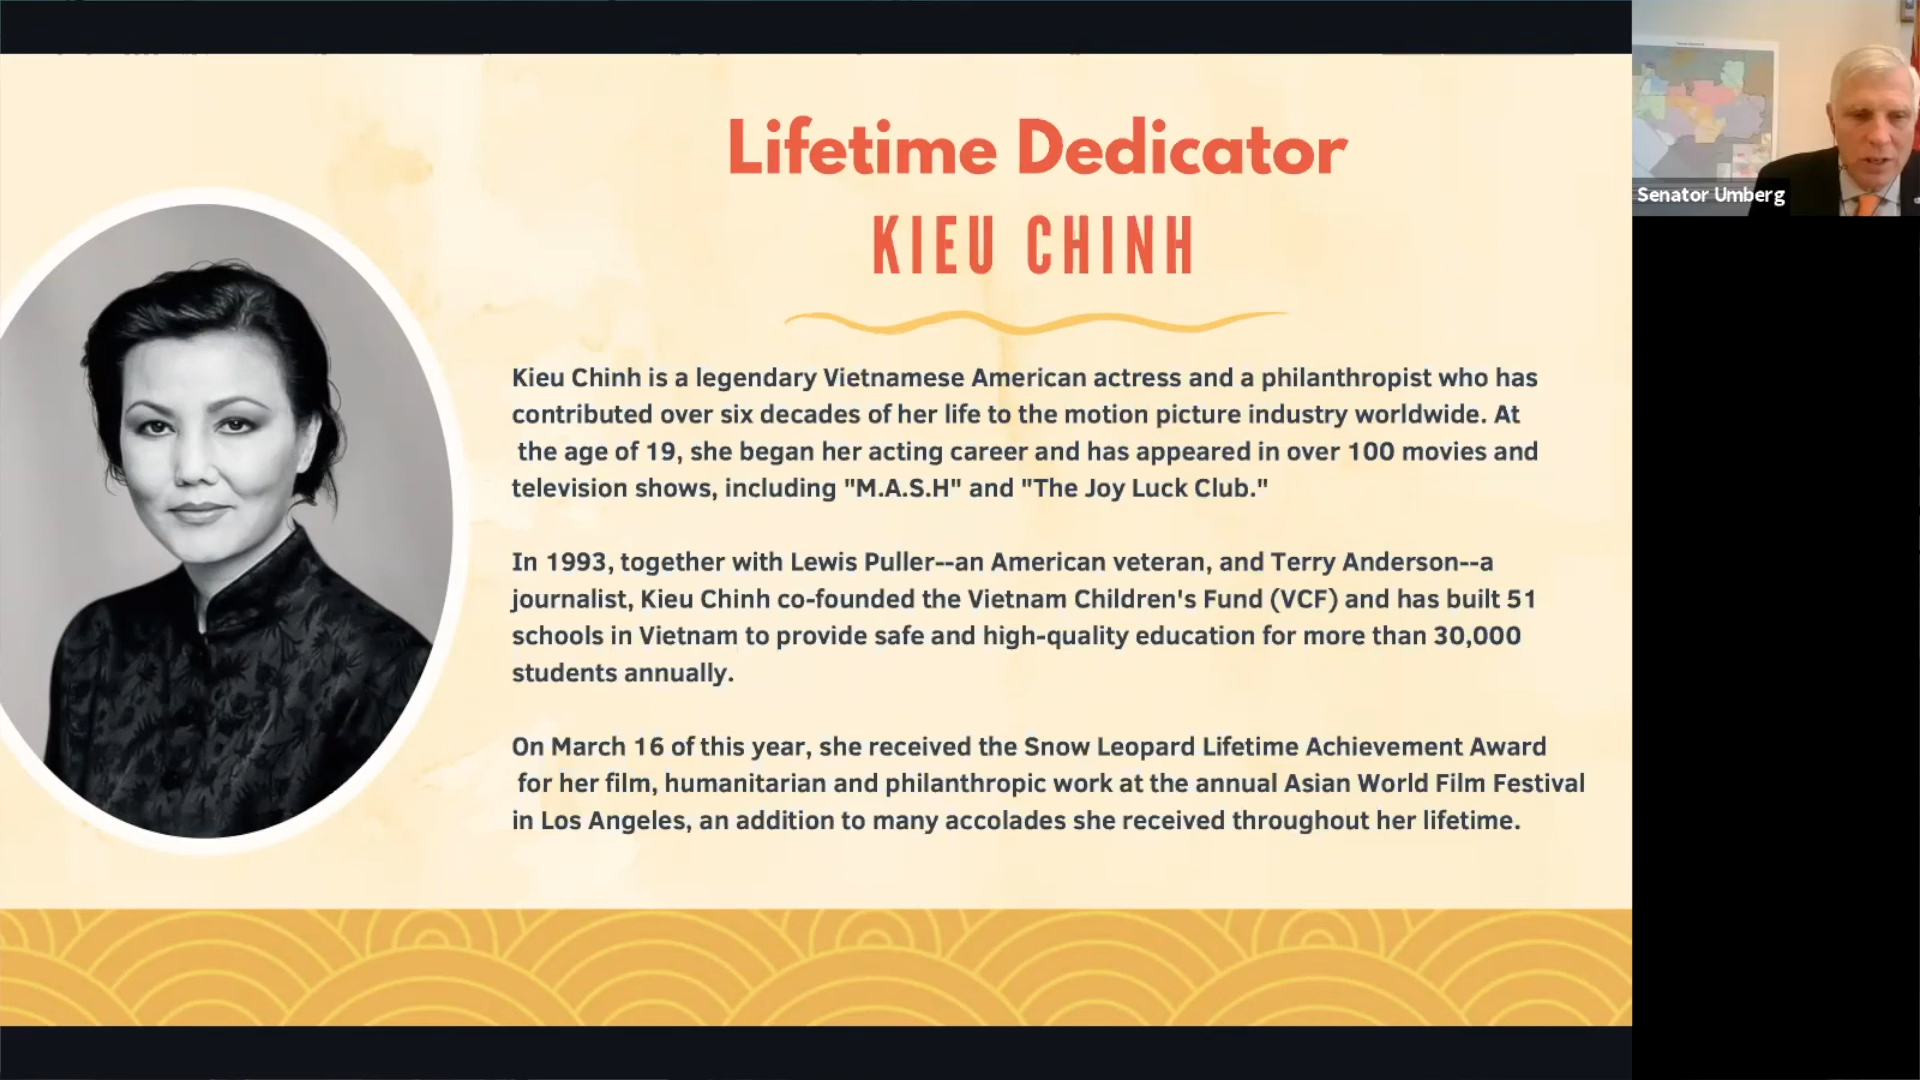 Lifetime Dedicator
KIEU CHINH
Kieu Chinh is a legendary Vietnamese American actress and a philanthropist who has
contributed over six decades of her life to the motion picture industry worldwide. At
the age of 19, she began her acting career and has appeared in over 100 movies and
television shows, including "M.A.S.H" and "The Joy Luck Club."
In 1993, together with Lewis Puller--an American veteran, and Terry Anderson--a
journalist, Kieu Chinh co-founded the Vietnam Children's Fund (VCF) and has built 51
schools in Vietnam to provide safe and high-quality education for more than 30,000
students annually.
On March 16 of this year, she received the Snow Leopard Lifetime Achievement Award
for her film, humanitarian and philanthropic work at the annual Asian World Film Festival
in Los Angeles, an addition to many accolades she received throughout her lifetime.
Senator Umberg